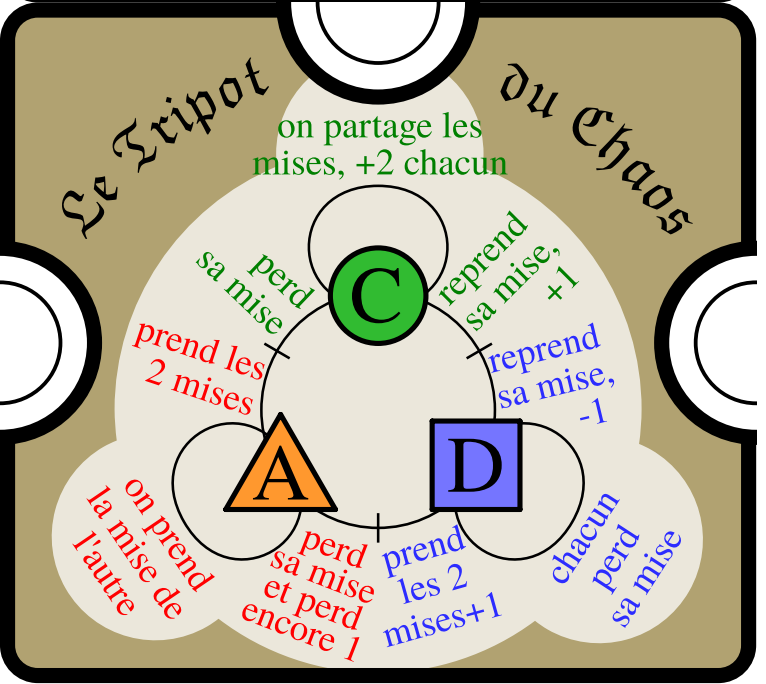 Le Tripot
du Chaos
on partage les
mises, +2 chacun
C
perd
sa mise
reprend
sa mise,
+1
prend les
2 mises
reprend
sa mise,
-1
A
D
on prend
la mise de
l'autre
perd
sa mise
et perd
encore 1
prend
les 2
mises+1
chacun
perd
sa mise